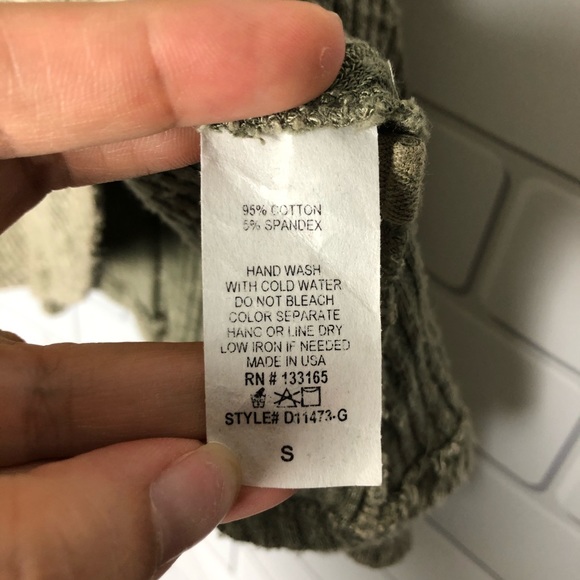 95% COTTON
5% SPANDEX
HAND WASH
WITH COLD WATER
DO NOT BLEACH
COLOR SEPARATE
HANG OR LINE DRY
LOW IRON IF NEEDED
MADE IN USA
RN # 133165
STYLE# D11473-G
S